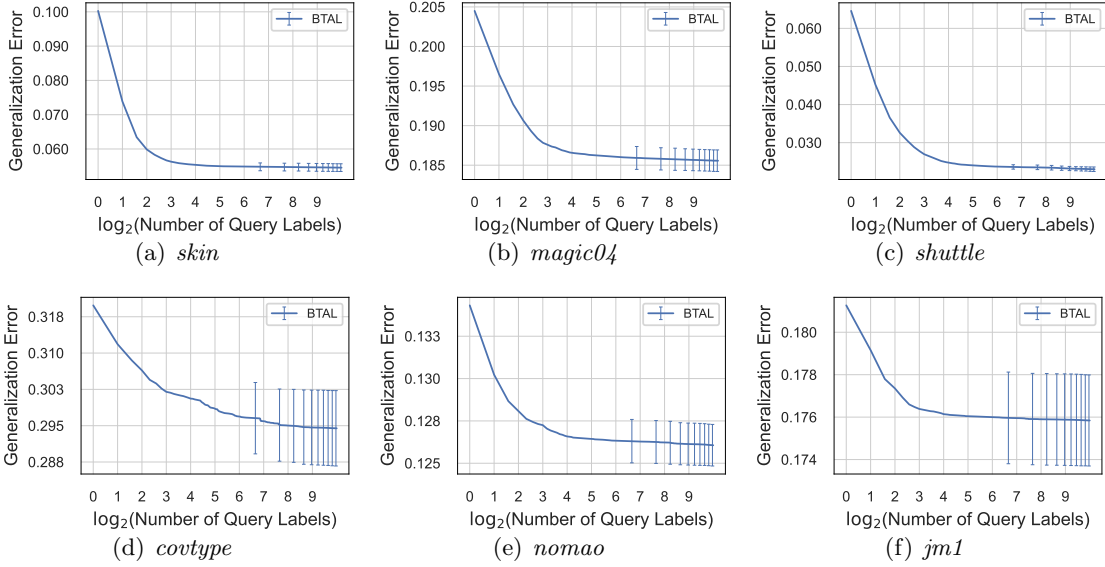 0.100
0.090
0.080
0.070
0.060
Generalization Error
BTAL
0 1 2 3 4 5 6 7 8 9
log2(Number of Query Labels)
(a) skin
0.205
0.200
0.195
0.190
0.185
Generalization Error
BTAL
0 1 2 3 4 5 6 7 8 9
log2(Number of Query Labels)
(b) magic04
0.060
0.050
0.040
0.030
Generalization Error
BTAL
0 1 2 3 4 5 6 7 8 9
log2(Number of Query Labels)
(c) shuttle
0.318
0.310
0.303
0.295
0.288
Generalization Error
BTAL
0 1 2 3 4 5 6 7 8 9
log2(Number of Query Labels)
(d) covtype
0.133
0.130
0.128
0.125
Generalization Error
BTAL
0 1 2 3 4 5 6 7 8 9
log2(Number of Query Labels)
(e) nomao
0.180
0.178
0.176
0.174
Generalization Error
BTAL
0 1 2 3 4 5 6 7 8 9
log2(Number of Query Labels)
(f) jm1